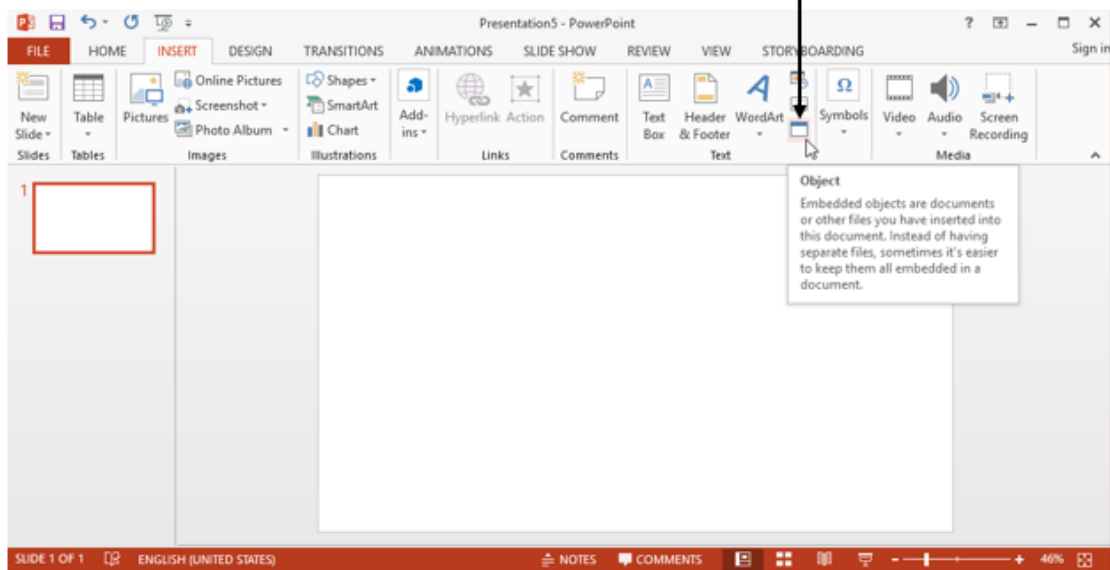 Presentation5 - PowerPoint
?
FILE HOME INSERT DESIGN TRANSITIONS ANIMATIONS SLIDE SHOW REVIEW VIEW STORYBOARDING Sign in
New Slide
Table
Pictures
Online Pictures
Screenshot
Photo Album
Shapes
SmartArt
Chart
Add-
ins
Hyperlink Action
Comment
Text
Box
Header
& Footer
WordArt
Symbols
Video
Audio
Screen
Recording
Slides Tables Images Illustrations Links Comments Text Media
1
Object
Embedded objects are documents
or other files you have inserted into
this document. Instead of having
separate files, sometimes it's easier
to keep them all embedded in a
document.
SLIDE 1 OF 1 ENGLISH (UNITED STATES) NOTES COMMENTS 46%